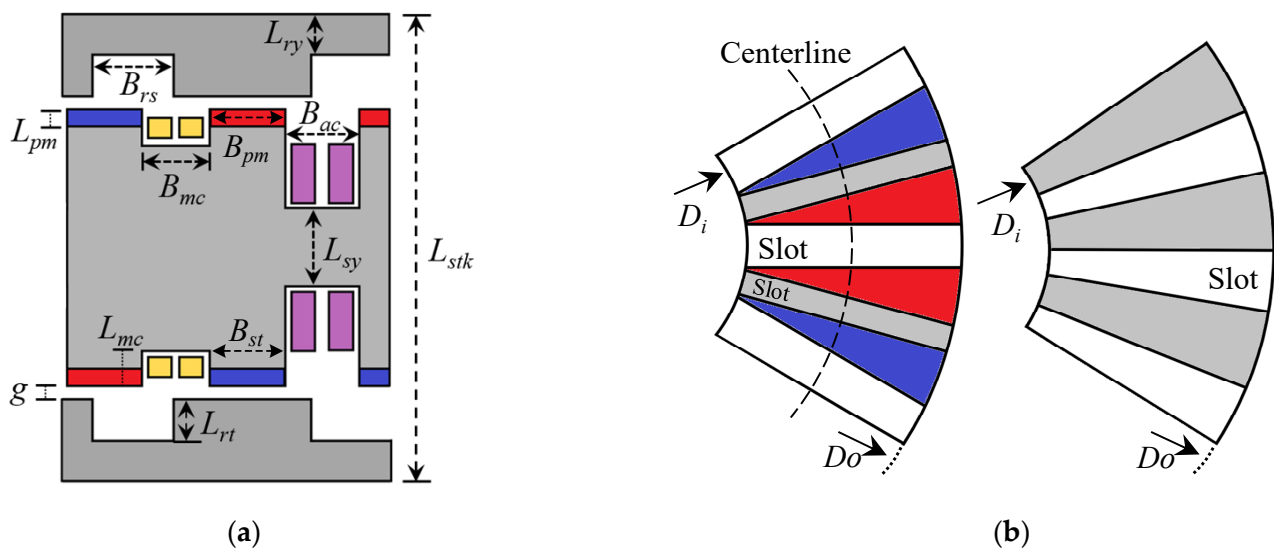 L_ry
B_rs
L_pm
B_pm
B_ac
B_mc
L_sy
L_stk
L_mc
B_st
g
L_rt
(a)
Centerline
D_i
Slot
Slot
Do
D_i
Slot
Do
(b)